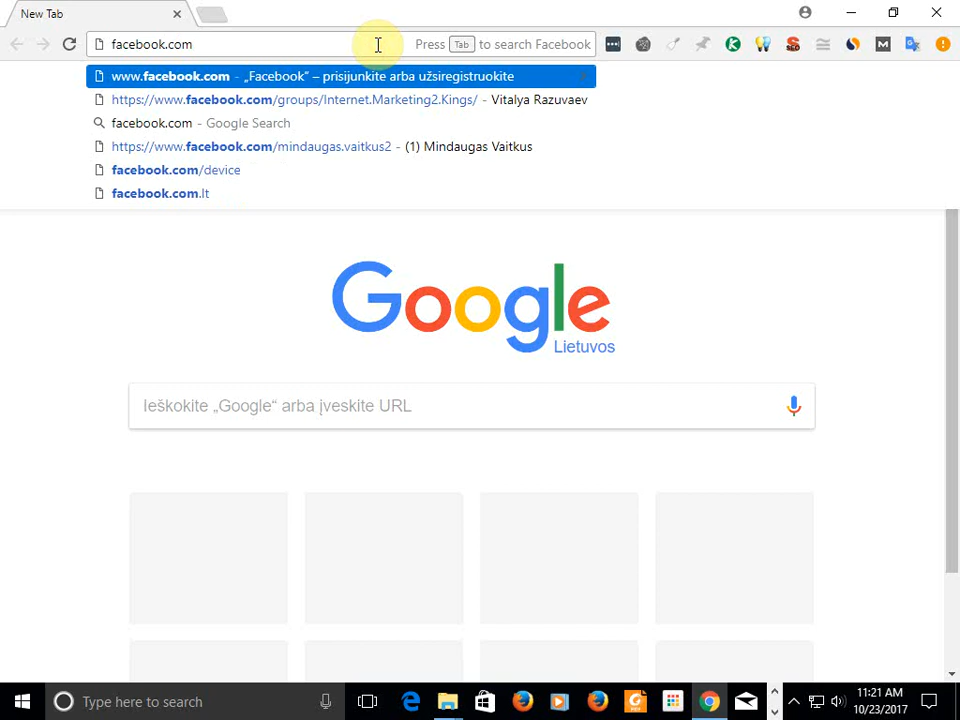 New Tab
facebook.com
Press Tab to search Facebook
www.facebook.com - „Facebook“ – prisijunkite arba užsiregistruokite
https://www.facebook.com/groups/Internet.Marketing2.Kings/ - Vitalya Razuvaev
facebook.com - Google Search
https://www.facebook.com/mindaugas.vaitkus2 - (1) Mindaugas Vaitkus
facebook.com/device
facebook.com.lt
Google
Lietuvos
Ieškokite „Google“ arba įveskite URL
Type here to search
11:21 AM
10/23/2017